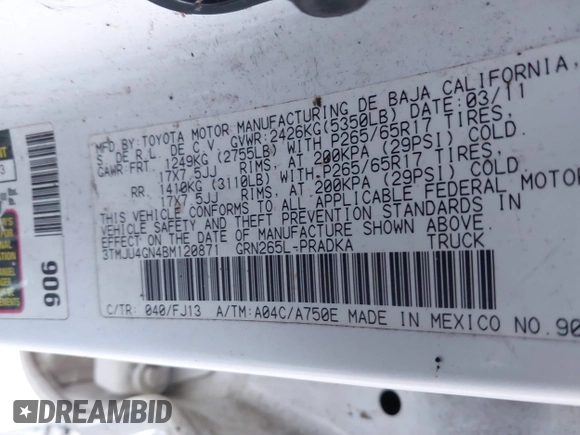 MFD.BY:TOYOTA MOTOR MANUFACTURING DE BAJA CALIFORNIA,
S DE R.L. DE C.V. GVWR:2426KG(5350LB) DATE:03/11
GAWR:FRT. 1249KG (2755LB) WITH P265/65R17 TIRES,
17X7.5JJ RIMS, AT 200KPA (29PSI) COLD.
RR. 1410KG (3110LB) WITH P265/65R17 TIRES,
17X7.5JJ RIMS, AT 200KPA (29PSI) COLD.
THIS VEHICLE CONFORMS TO ALL APPLICABLE FEDERAL MOTOR
VEHICLE SAFETY AND THEFT PREVENTION STANDARDS IN
EFFECT ON THE DATE OF MANUFACTURE SHOWN ABOVE.
3TMJU4GN4BM120871 GRN265L-PRADKA TRUCK
C/TR: 040/FJ13 A/TM:A04C/A750E MADE IN MEXICO NO.90
906
DREAMBID